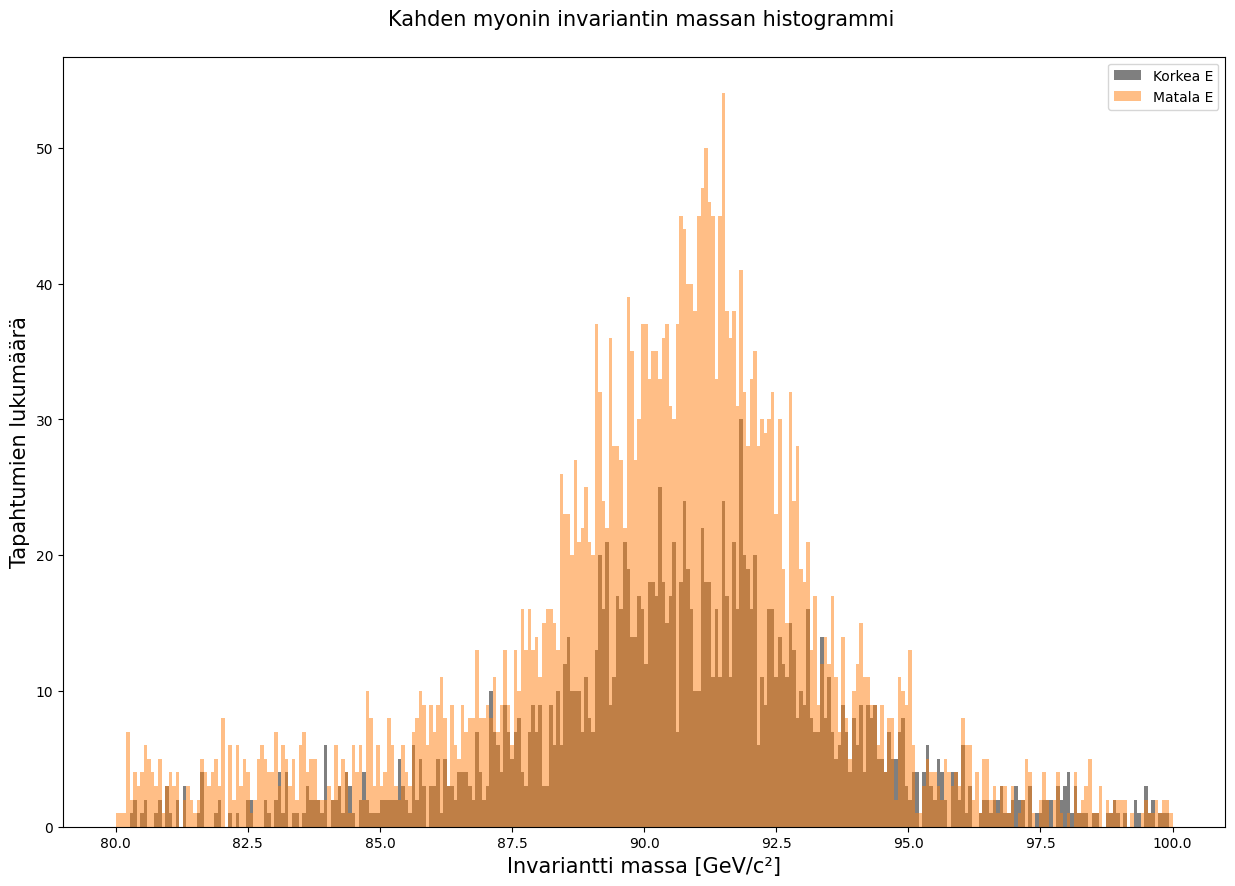 Kahden myonin invariantin massan histogrammi
Korkea E
Matala E
50
40
30
20
10
0
Tapahtumien lukumäärä
80.0 82.5 85.0 87.5 90.0 92.5 95.0 97.5 100.0
Invariantti massa [GeV/c²]